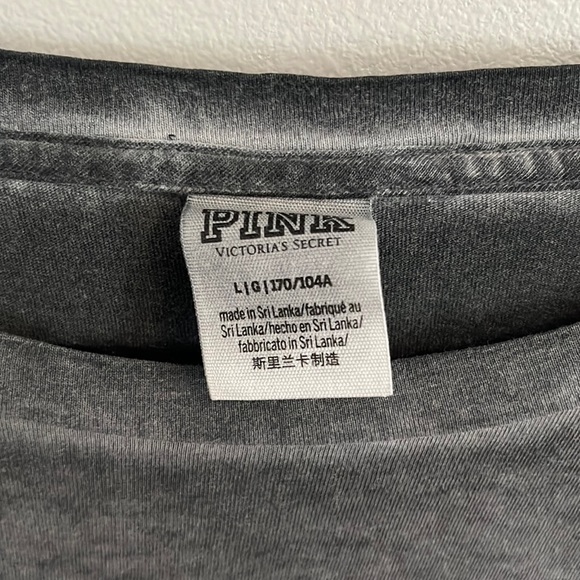 PINK
VICTORIA'S SECRET
L|G|170/104A
made in Sri Lanka/fabriqué au
Sri Lanka/hecho en Sri Lanka/
fabbricato in Sri Lanka/
斯里兰卡制造